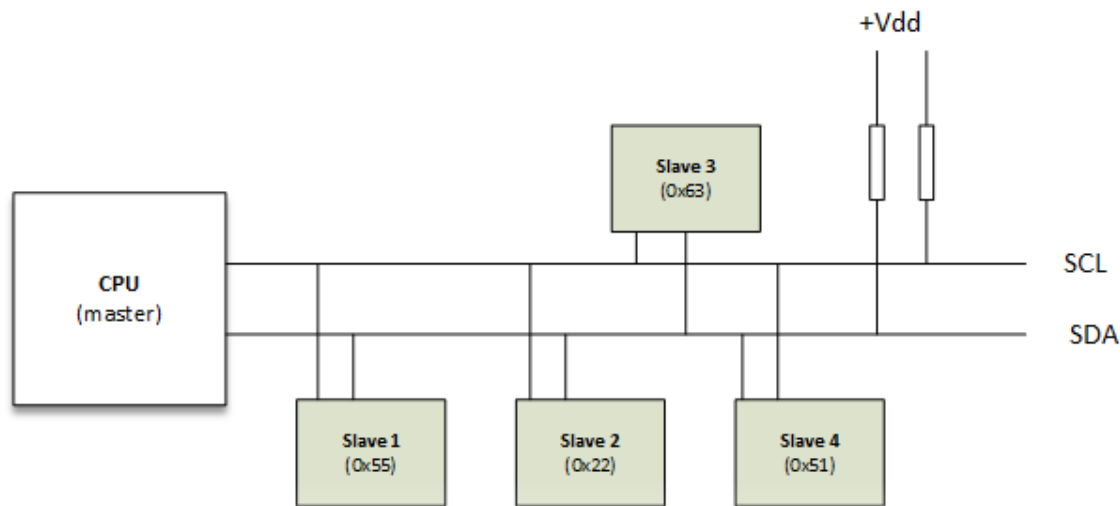 +Vdd
Slave 3
(0x63)
CPU
(master)
SCL
SDA
Slave 1
(0x55)
Slave 2
(0x22)
Slave 4
(0x51)